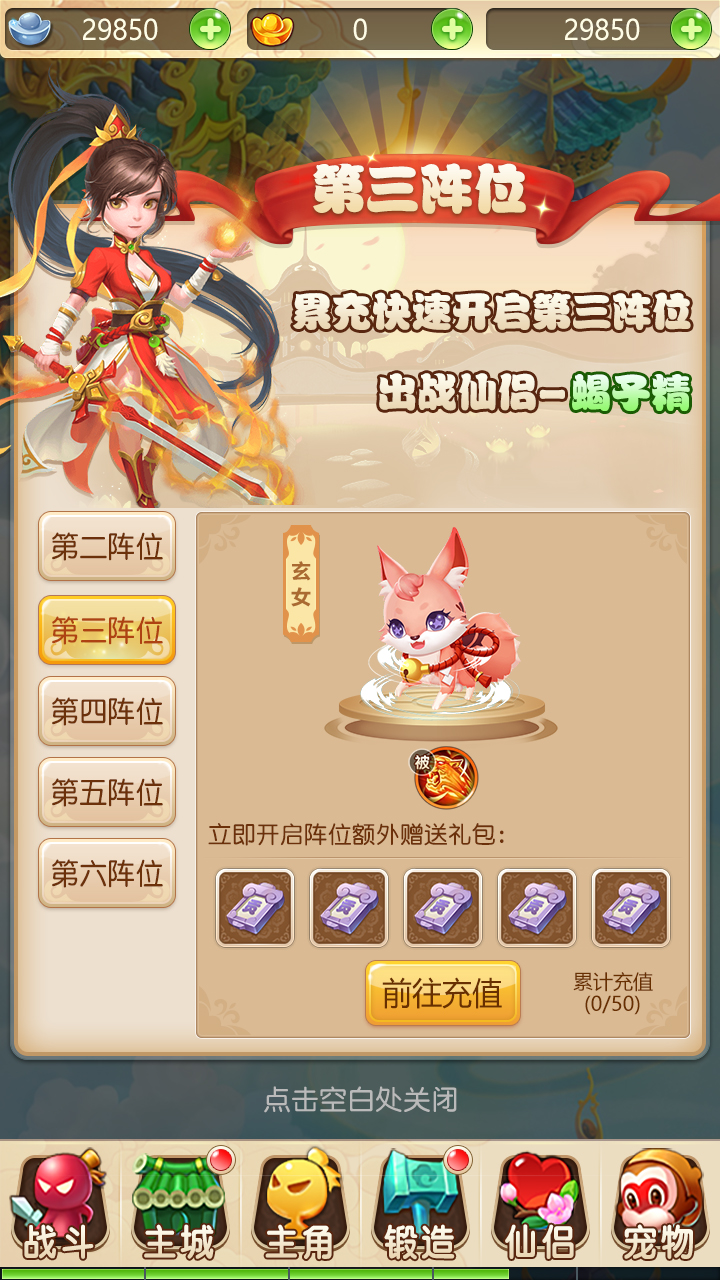 29850
0
29850
第三阵位
累充快速开启第三阵位
出战仙侣-蝎子精
第二阵位
第三阵位
第四阵位
第五阵位
第六阵位
玄女
被
立即开启阵位额外赠送礼包：
前往充值
累计充值
(0/50)
点击空白处关闭
战斗
主城
主角
锻造
仙侣
宠物